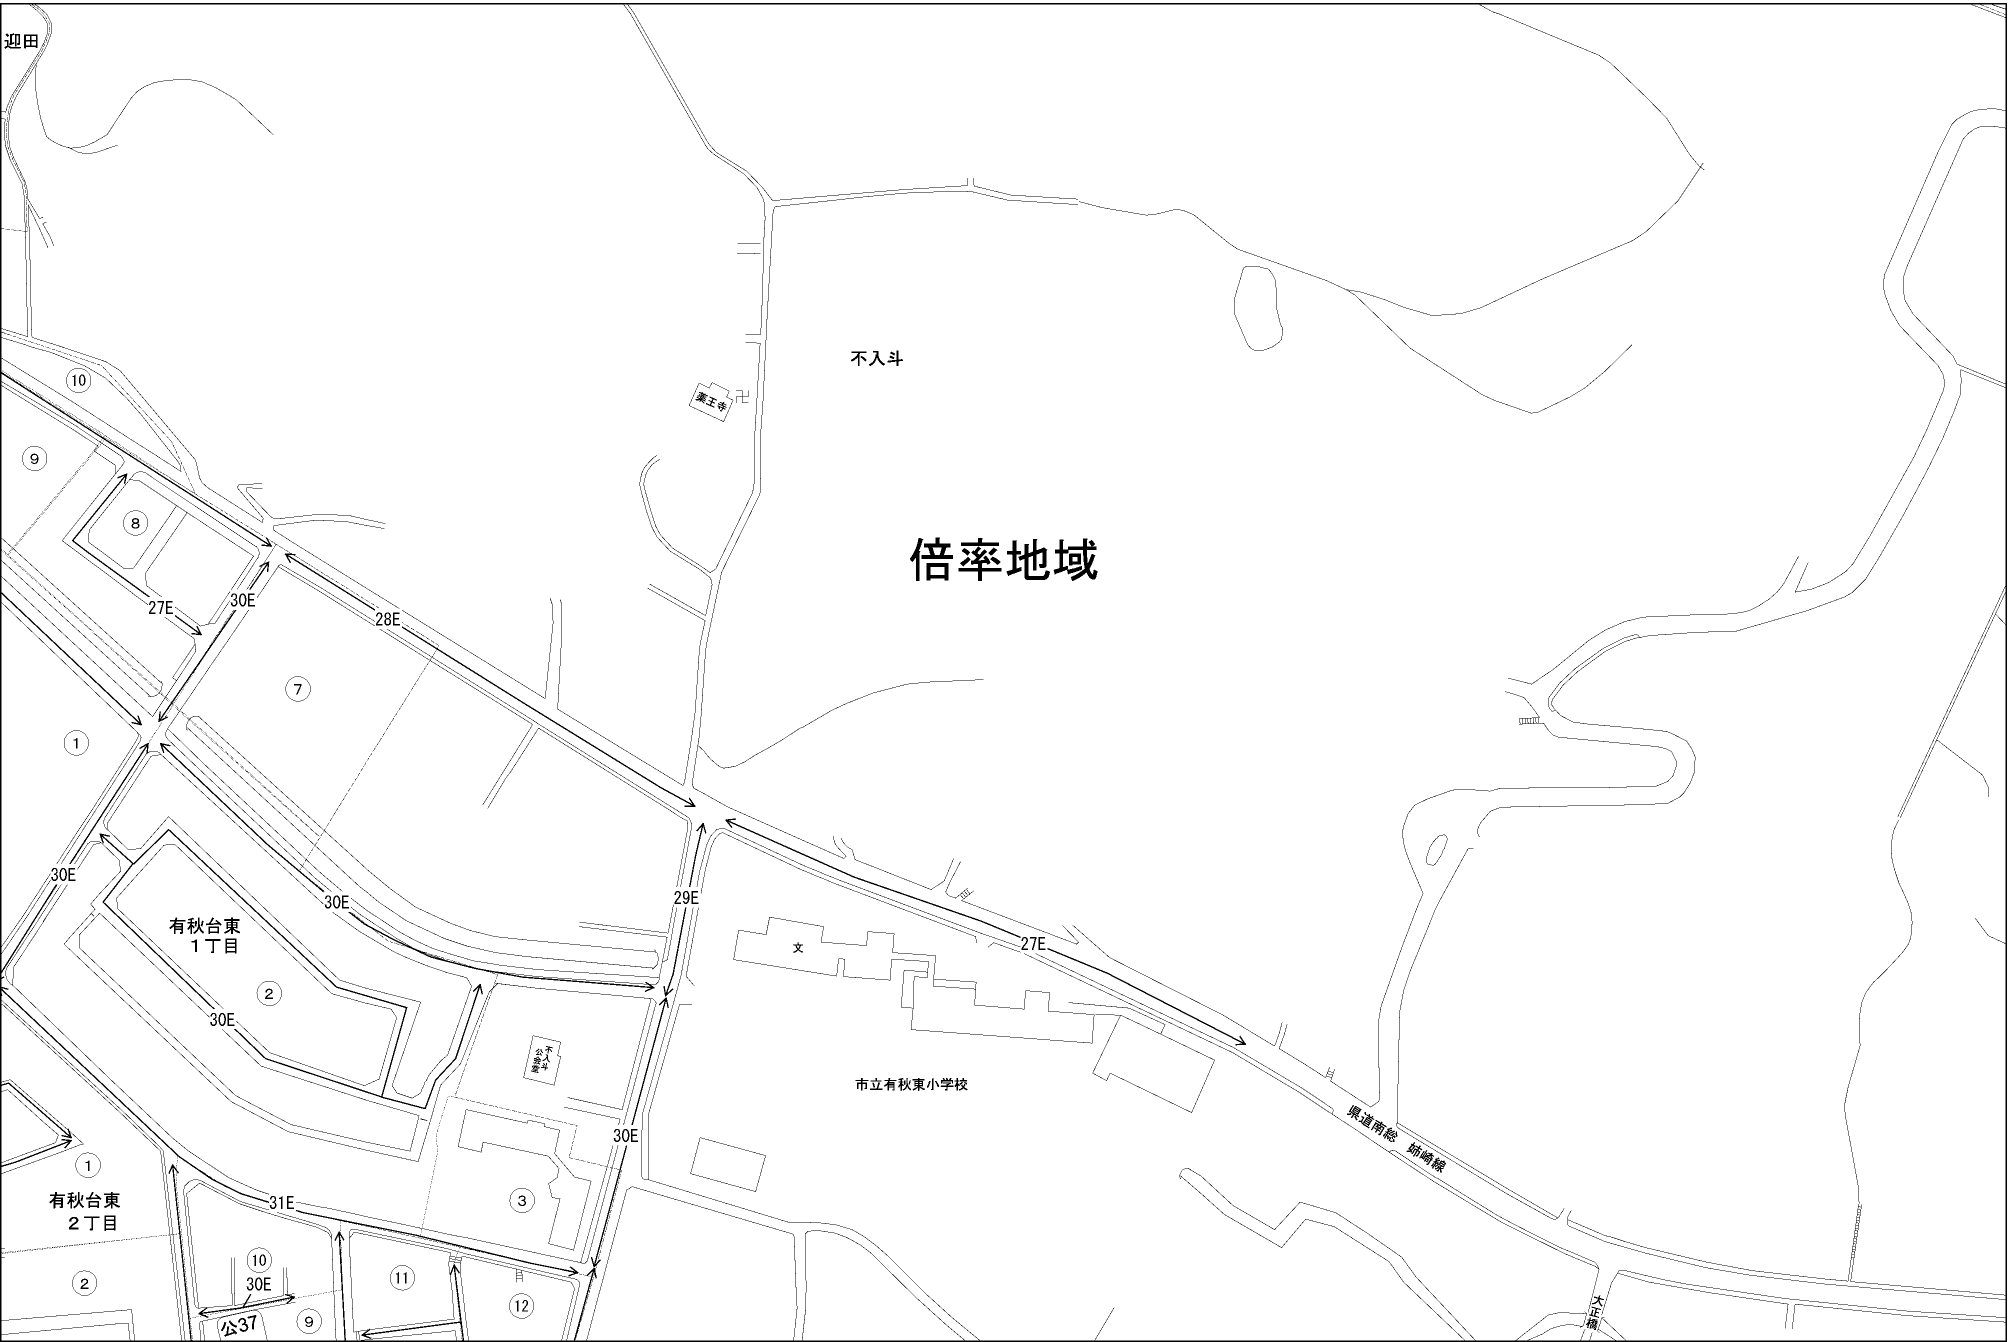 迎田
⑩
不入斗
薬王寺
⑨
⑧
倍率地域
27E
30E
28E
⑦
①
30E
30E
29E
有秋台東
１丁目
27E
文
②
30E
不入斗
公会堂
市立有秋東小学校
県道南総 姉崎線
30E
①
有秋台東
２丁目
31E
③
②
⑩
30E
⑪
⑫
公37
⑨
大正橋